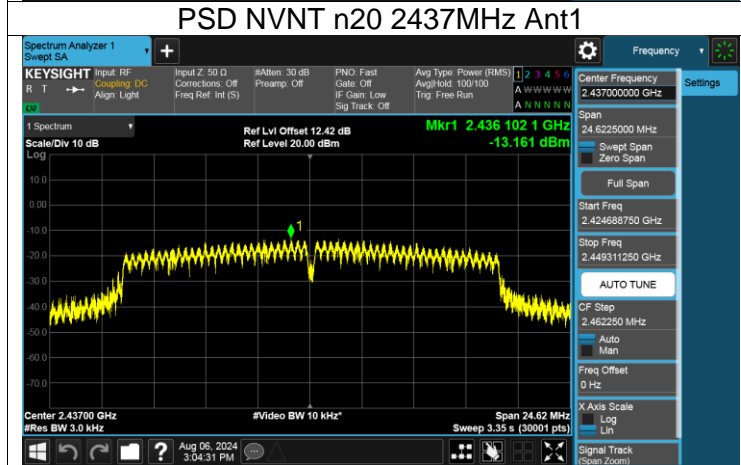 PSD NVNT n20 2437MHz Ant1
Spectrum Analyzer 1
Swept SA
Frequency
KEYSIGHT
R T
Input: RF
Coupling: DC
Align: Light
Input Z: 50 Ω
Corrections: Off
Freq Ref: Int (S)
#Atten: 30 dB
Preamp: Off
PNO: Fast
Gate: Off
IF Gain: Low
Sig Track: Off
Avg Type: Power (RMS)
Avg|Hold: 100/100
Trig: Free Run
1 2 3 4 5 6
A W W W W W
A N N N N N
1 Spectrum
Scale/Div 10 dB
Ref Lvl Offset 12.42 dB
Ref Level 20.00 dBm
Mkr1 2.436 102 1 GHz
-13.161 dBm
Log
10.0
0.00
-10.0
-20.0
-30.0
-40.0
-50.0
-60.0
-70.0
1
Center 2.43700 GHz
#Res BW 3.0 kHz
#Video BW 10 kHz*
Span 24.62 MHz
Sweep 3.35 s (30001 pts)
Aug 06, 2024
3:04:31 PM
?
Center Frequency
2.437000000 GHz
Settings
Span
24.6225000 MHz
Swept Span
Zero Span
Full Span
Start Freq
2.424688750 GHz
Stop Freq
2.449311250 GHz
AUTO TUNE
CF Step
2.462250 MHz
Auto
Man
Freq Offset
0 Hz
X Axis Scale
Log
Lin
Signal Track
(Span Zoom)